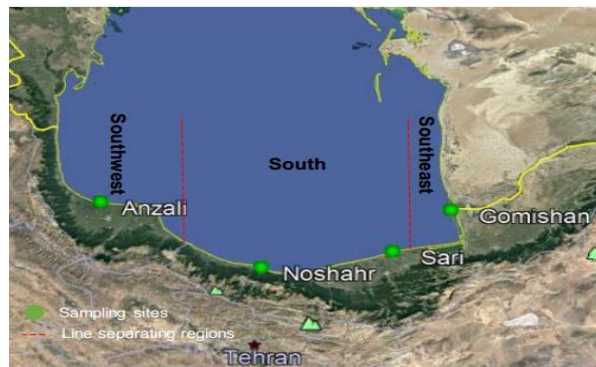 Southwest
South
Southeast
Anzali
Gomishan
Sari
Noshahr
Sampling sites
Line separating regions
Tehran